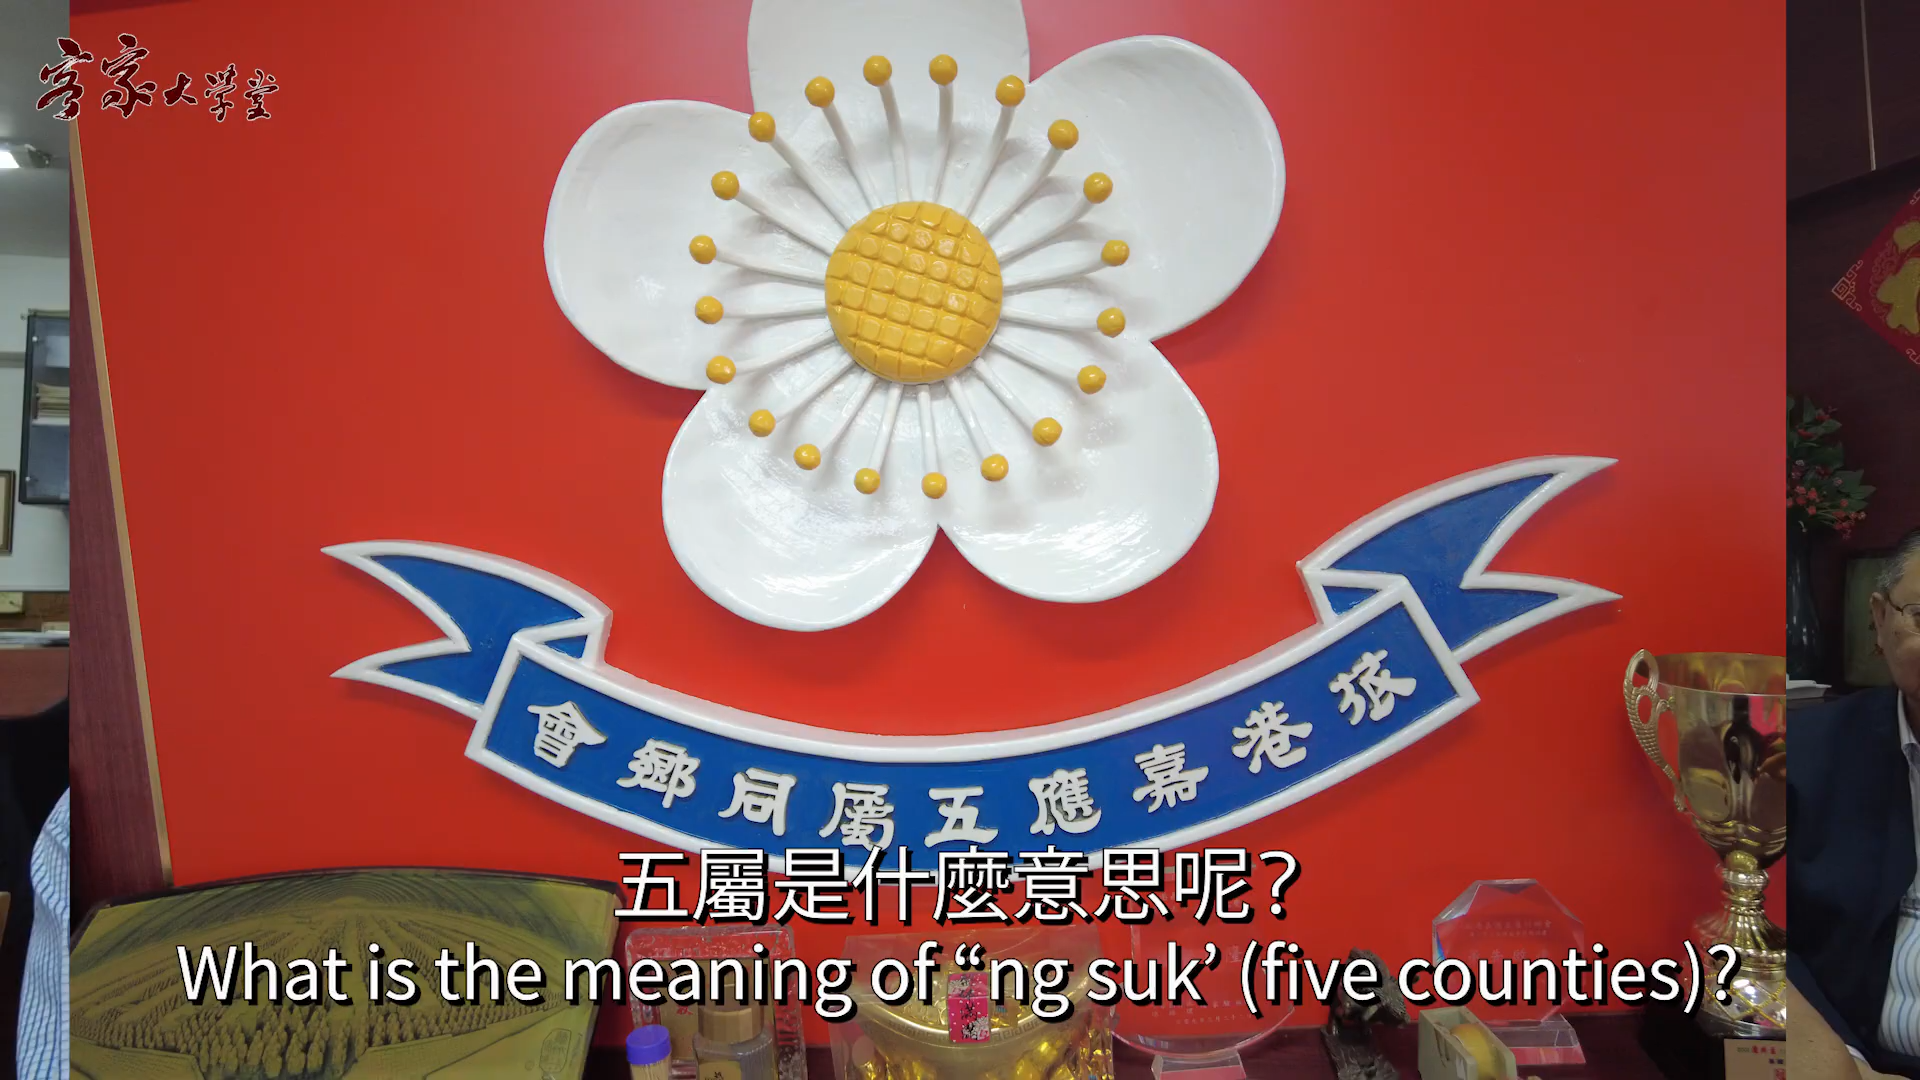 客家大學堂
坡港嘉應五屬同鄉會
五屬是什麼意思呢？
What is the meaning of “ng suk’ (five counties)?